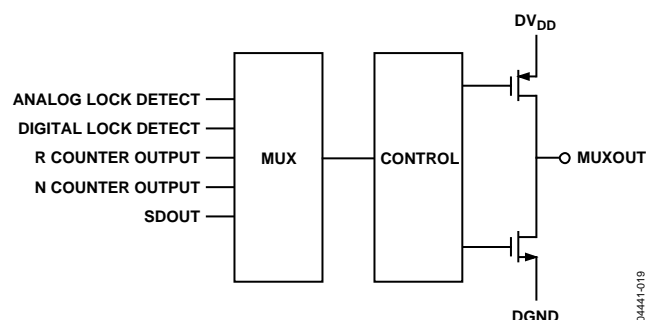 DVDD
ANALOG LOCK DETECT
DIGITAL LOCK DETECT
R COUNTER OUTPUT
N COUNTER OUTPUT
SDOUT
MUX
CONTROL
MUXOUT
DGND
04441-019